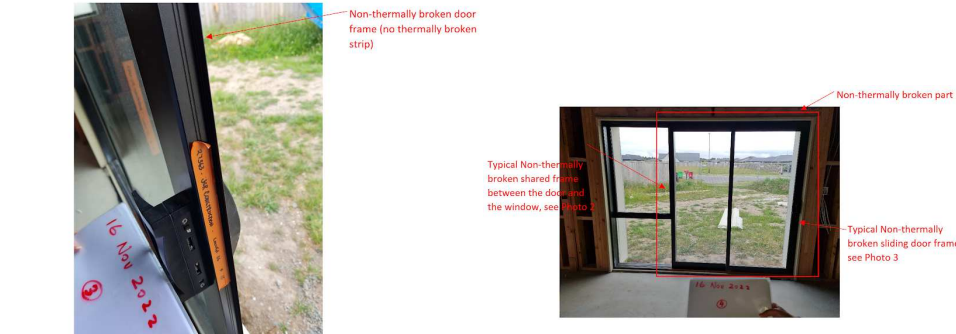 Non-thermally broken door
frame (no thermally broken
strip)
16 Nov 2022
3
Non-thermally broken part
Typical Non-thermally
broken shared frame
between the door and
the window, see Photo 2
Typical Non-thermally
broken sliding door frame
see Photo 3
16 Nov 2022